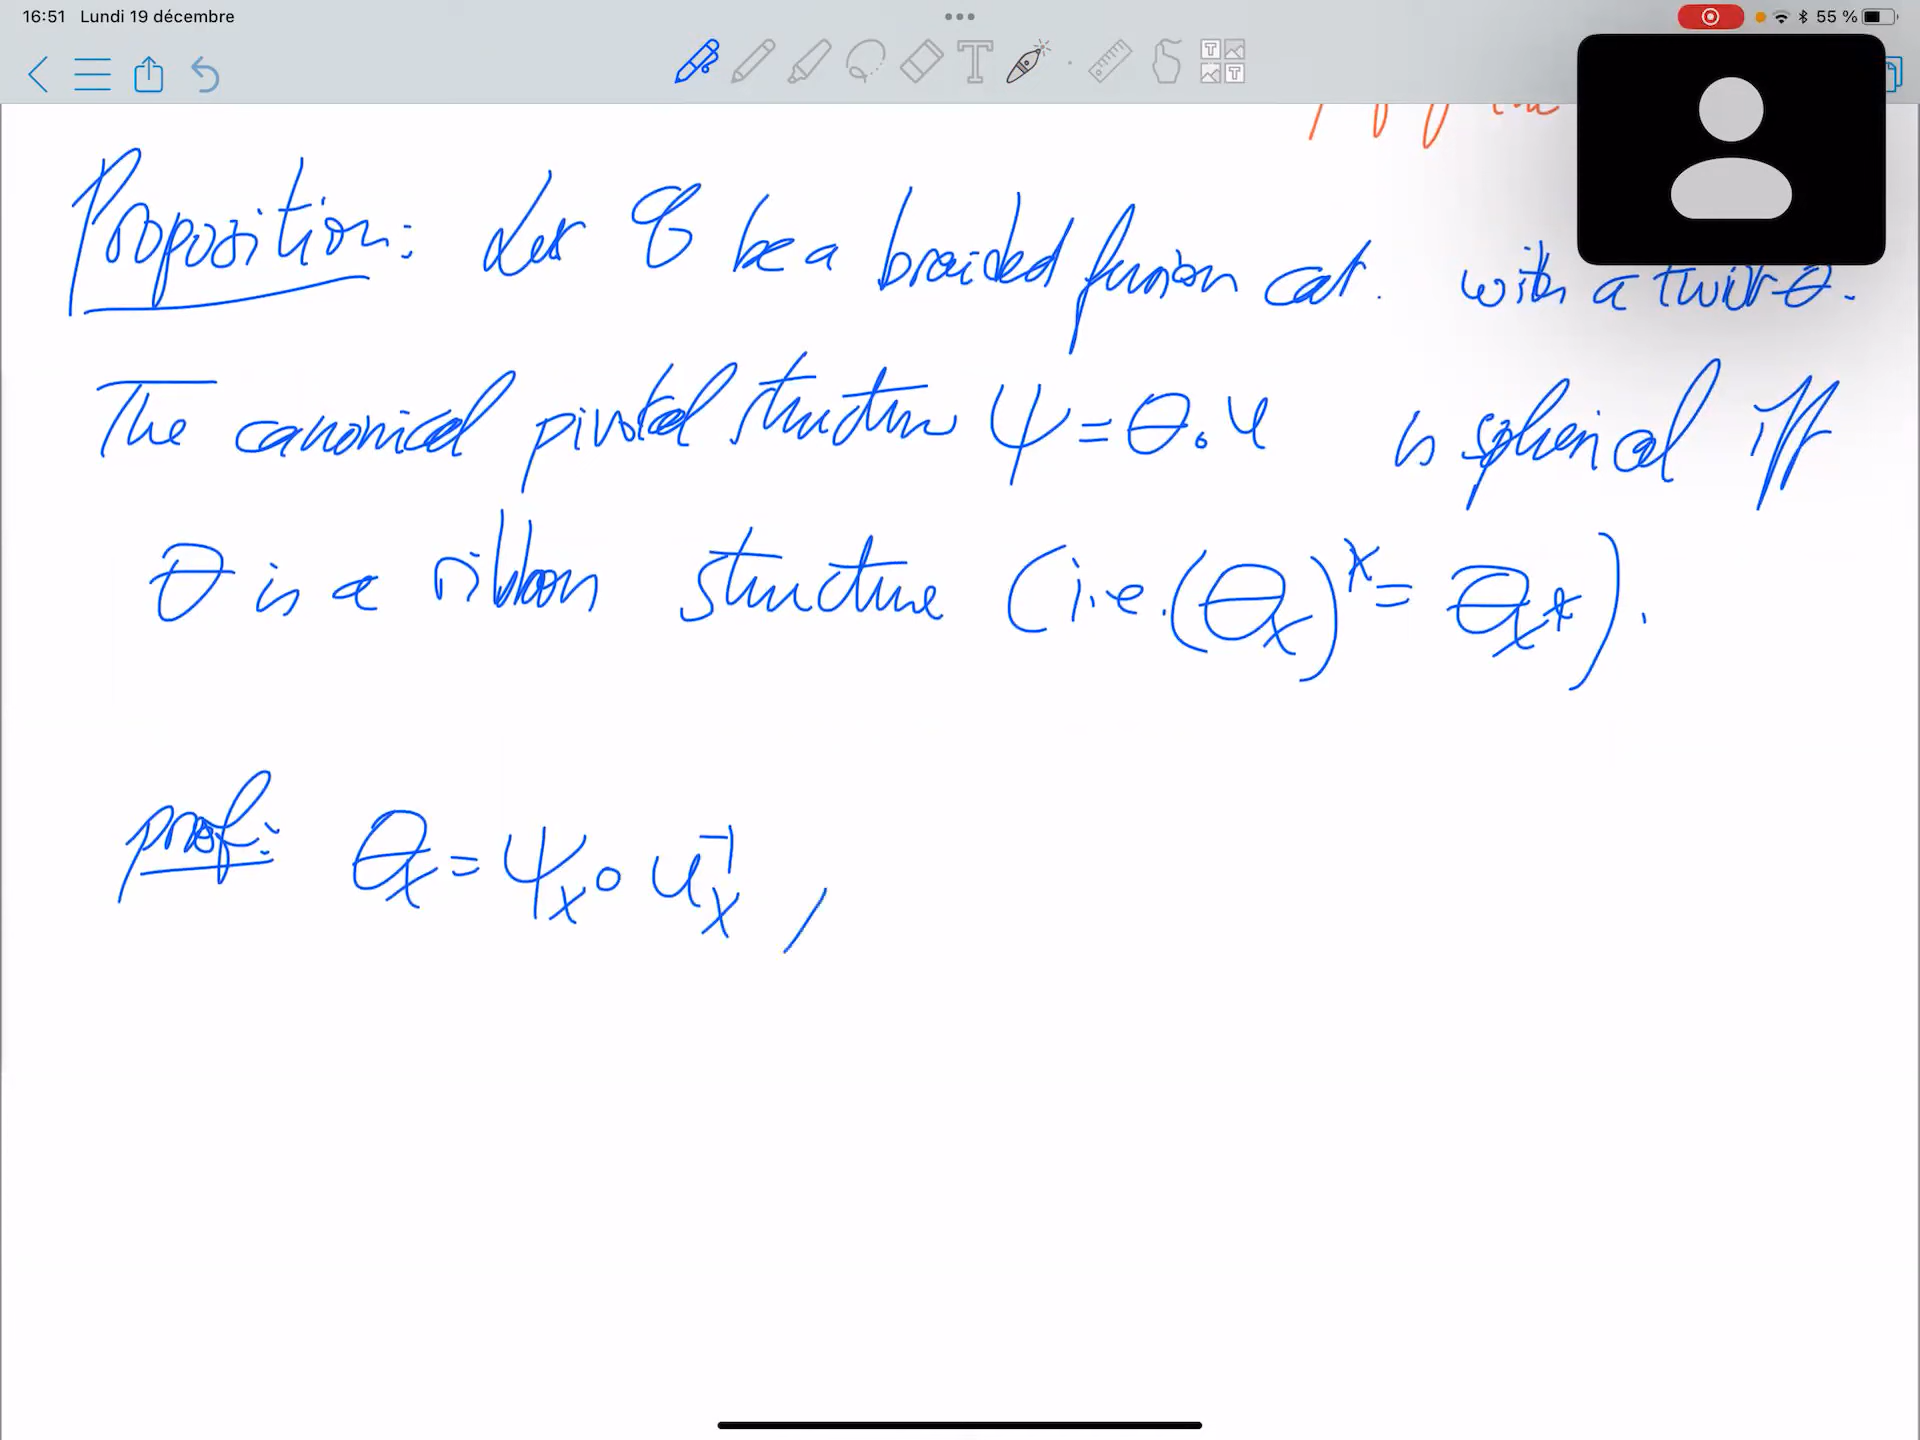 16:51 Lundi 19 décembre
55 %
Proposition: Let C be a braided fusion cat. with a twist θ.
The canonical pivotal structure ψ = θ∘u is spherical iff
θ is a ribbon structure (i.e. (θ_X)^* = θ_{X^*}).
proof: θ_X = ψ_X ∘ u_X^{-1},